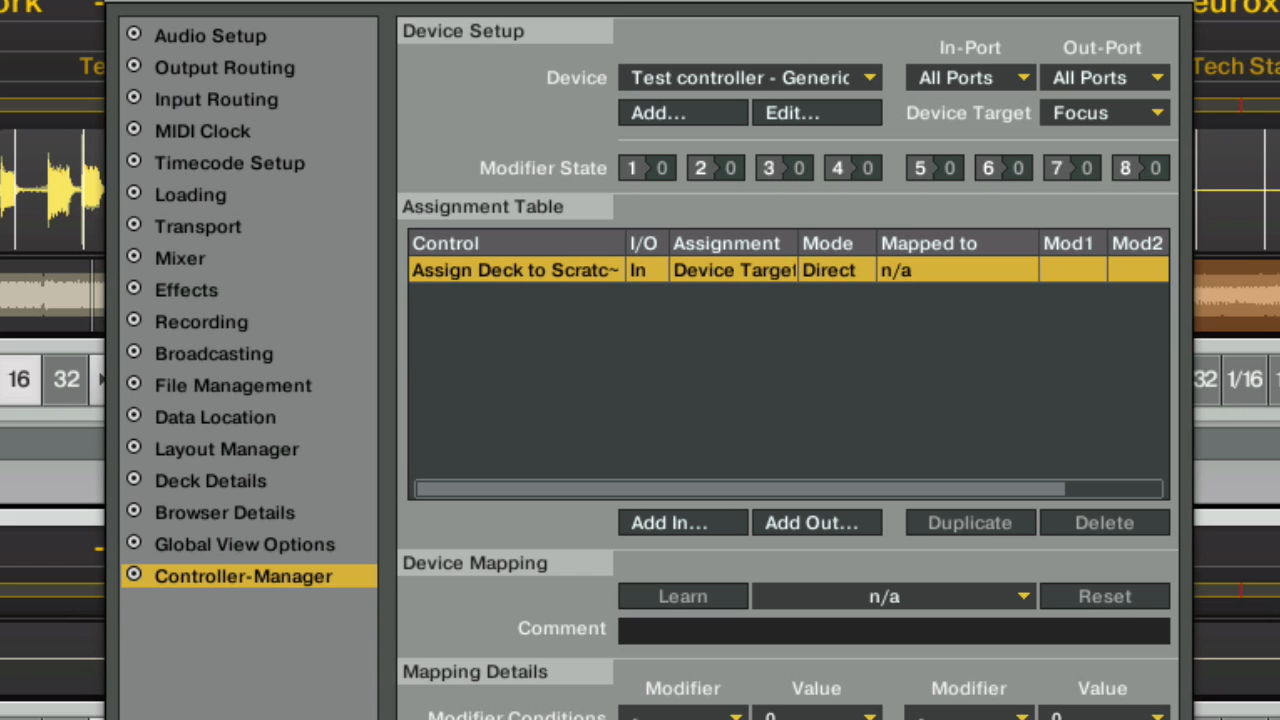 Audio Setup
Output Routing
Input Routing
MIDI Clock
Timecode Setup
Loading
Transport
Mixer
Effects
Recording
Broadcasting
File Management
Data Location
Layout Manager
Deck Details
Browser Details
Global View Options
Controller-Manager
Device Setup
In-Port Out-Port
Device Test controller - Generic All Ports All Ports
Add... Edit... Device Target Focus
Modifier State 1 0 2 0 3 0 4 0 5 0 6 0 7 0 8 0
Assignment Table
Control I/O Assignment Mode Mapped to Mod1 Mod2
Assign Deck to Scratc~ In Device Target Direct n/a
Add In... Add Out... Duplicate Delete
Device Mapping
Learn n/a Reset
Comment
Mapping Details
Modifier Value Modifier Value
Modifier Conditions - 0 - 0
16 32
32 1/16
Tech Sta